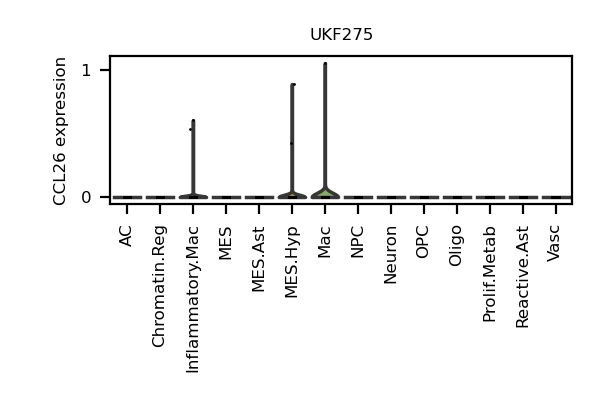 UKF275
CCL26 expression
1
0
AC
Chromatin.Reg
Inflammatory.Mac
MES
MES.Ast
MES.Hyp
Mac
NPC
Neuron
OPC
Oligo
Prolif.Metab
Reactive.Ast
Vasc